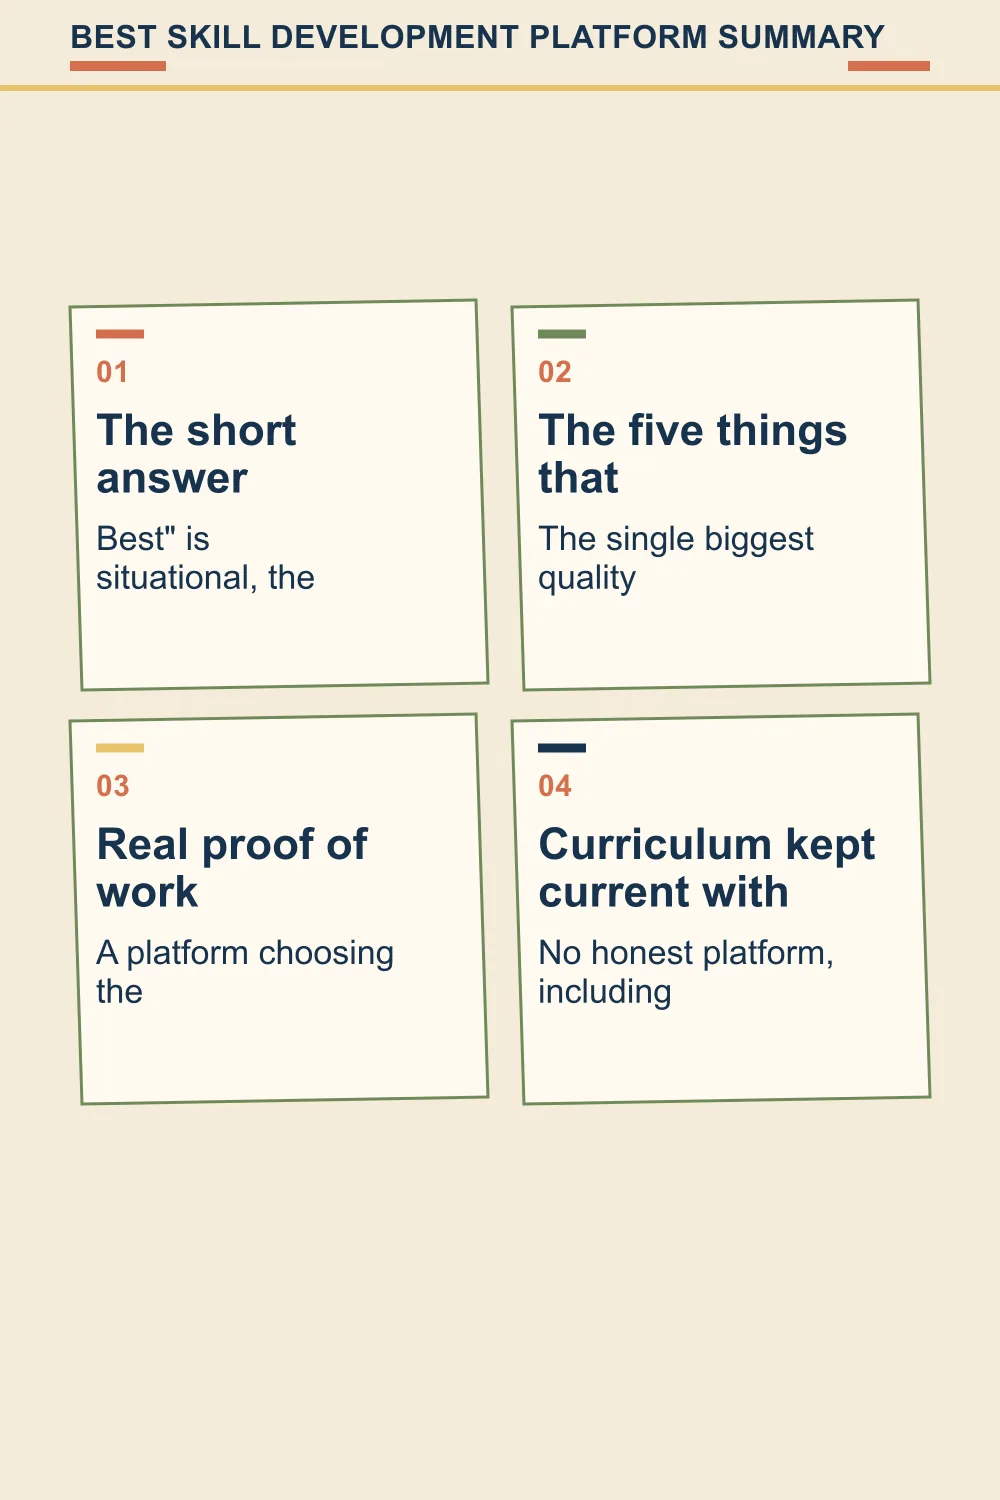 BEST SKILL DEVELOPMENT PLATFORM SUMMARY
01
The short
answer
Best" is
situational, the
02
The five things
that
The single biggest
quality
03
Real proof of
work
A platform choosing
the
04
Curriculum kept
current with
No honest platform,
including